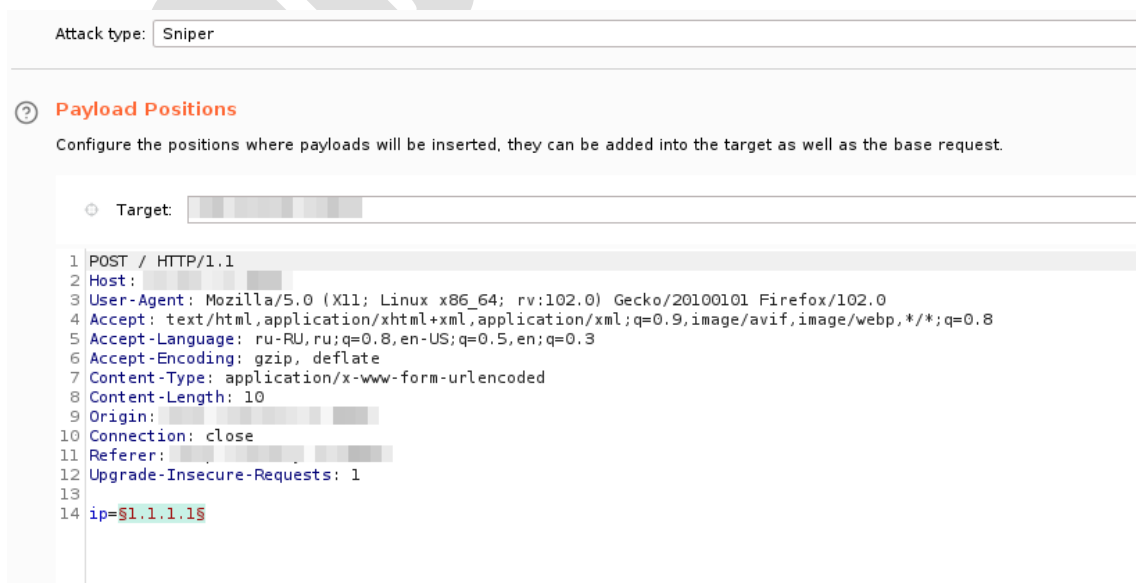 Attack type: Sniper
Payload Positions
Configure the positions where payloads will be inserted, they can be added into the target as well as the base request.
Target:
1 POST / HTTP/1.1
2 Host:
3 User-Agent: Mozilla/5.0 (X11; Linux x86_64; rv:102.0) Gecko/20100101 Firefox/102.0
4 Accept: text/html,application/xhtml+xml,application/xml;q=0.9,image/avif,image/webp,*/*;q=0.8
5 Accept-Language: ru-RU,ru;q=0.8,en-US;q=0.5,en;q=0.3
6 Accept-Encoding: gzip, deflate
7 Content-Type: application/x-www-form-urlencoded
8 Content-Length: 10
9 Origin:
10 Connection: close
11 Referer:
12 Upgrade-Insecure-Requests: 1
13
14 ip=§1.1.1.1§